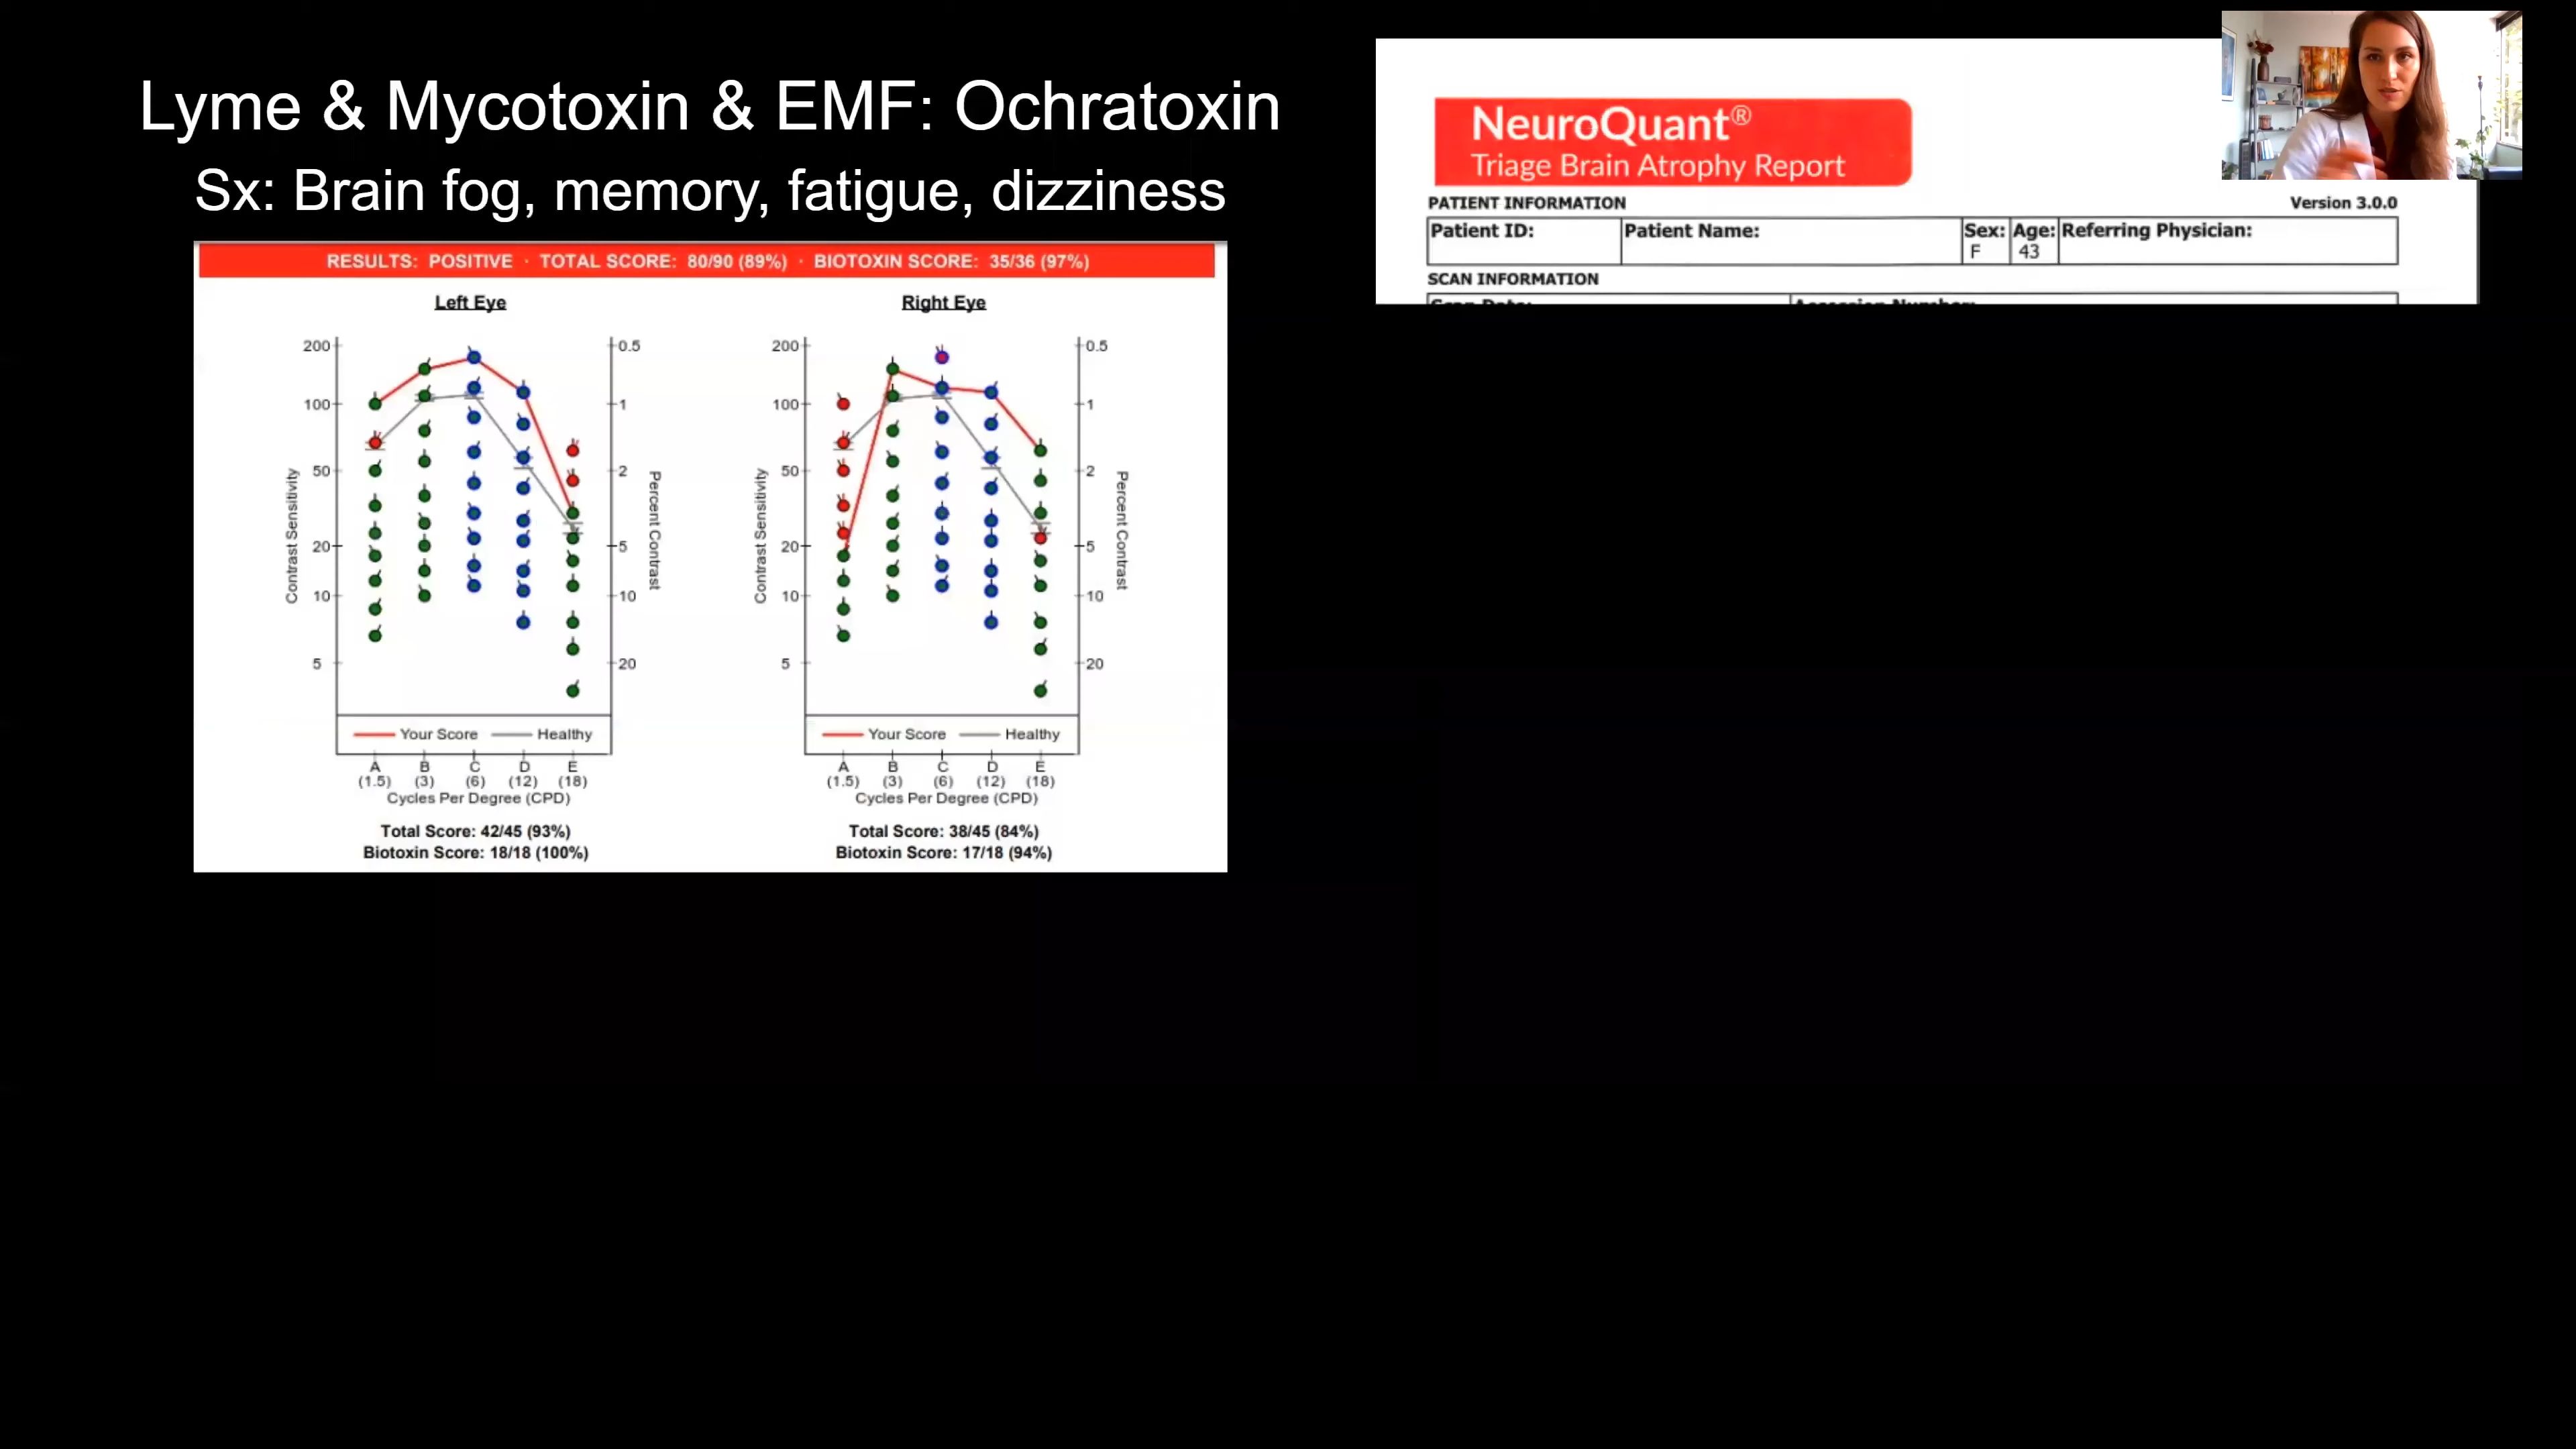 Lyme & Mycotoxin & EMF: Ochratoxin
Sx: Brain fog, memory, fatigue, dizziness
RESULTS: POSITIVE · TOTAL SCORE: 80/90 (89%) · BIOTOXIN SCORE: 35/36 (97%)
Left Eye
200
100
50
20
10
5
Contrast Sensitivity
0.5
1
2
5
10
20
Percent Contrast
Your Score Healthy
A B C D E
(1.5) (3) (6) (12) (18)
Cycles Per Degree (CPD)
Total Score: 42/45 (93%)
Biotoxin Score: 18/18 (100%)
Right Eye
200
100
50
20
10
5
Contrast Sensitivity
0.5
1
2
5
10
20
Percent Contrast
Your Score Healthy
A B C D E
(1.5) (3) (6) (12) (18)
Cycles Per Degree (CPD)
Total Score: 38/45 (84%)
Biotoxin Score: 17/18 (94%)
NeuroQuant®
Triage Brain Atrophy Report
PATIENT INFORMATION Version 3.0.0
Patient ID: Patient Name: Sex: Age: Referring Physician:
F 43
SCAN INFORMATION
Scan Date: Accession Number: